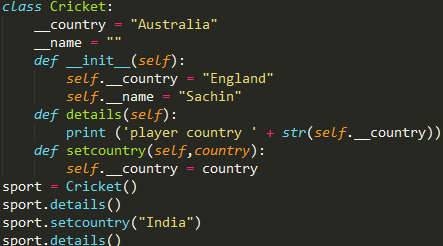 class Cricket:
    __country = "Australia"
    __name = ""
    def __init__(self):
        self.__country = "England"
        self.__name = "Sachin"
    def details(self):
        print ('player country ' + str(self.__country))
    def setcountry(self,country):
        self.__country = country
sport = Cricket()
sport.details()
sport.setcountry("India")
sport.details()